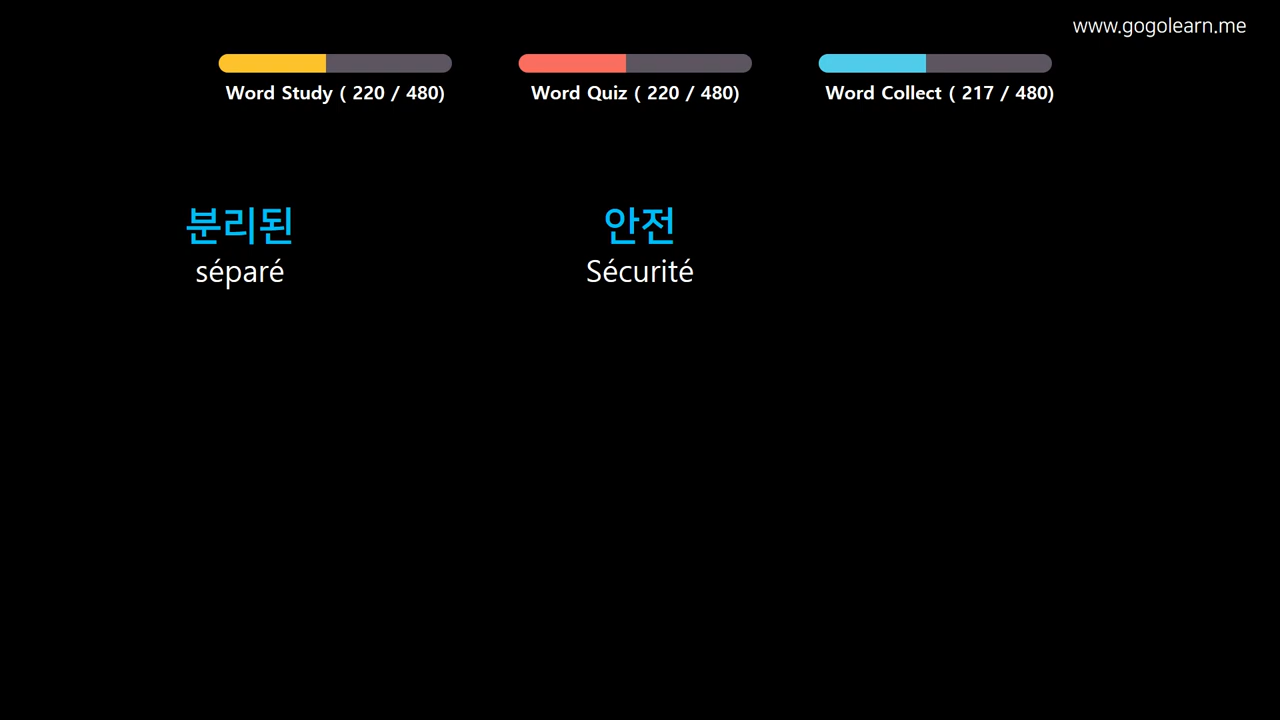 www.gogolearn.me
Word Study ( 220 / 480)
Word Quiz ( 220 / 480)
Word Collect ( 217 / 480)
분리된
séparé
안전
Sécurité